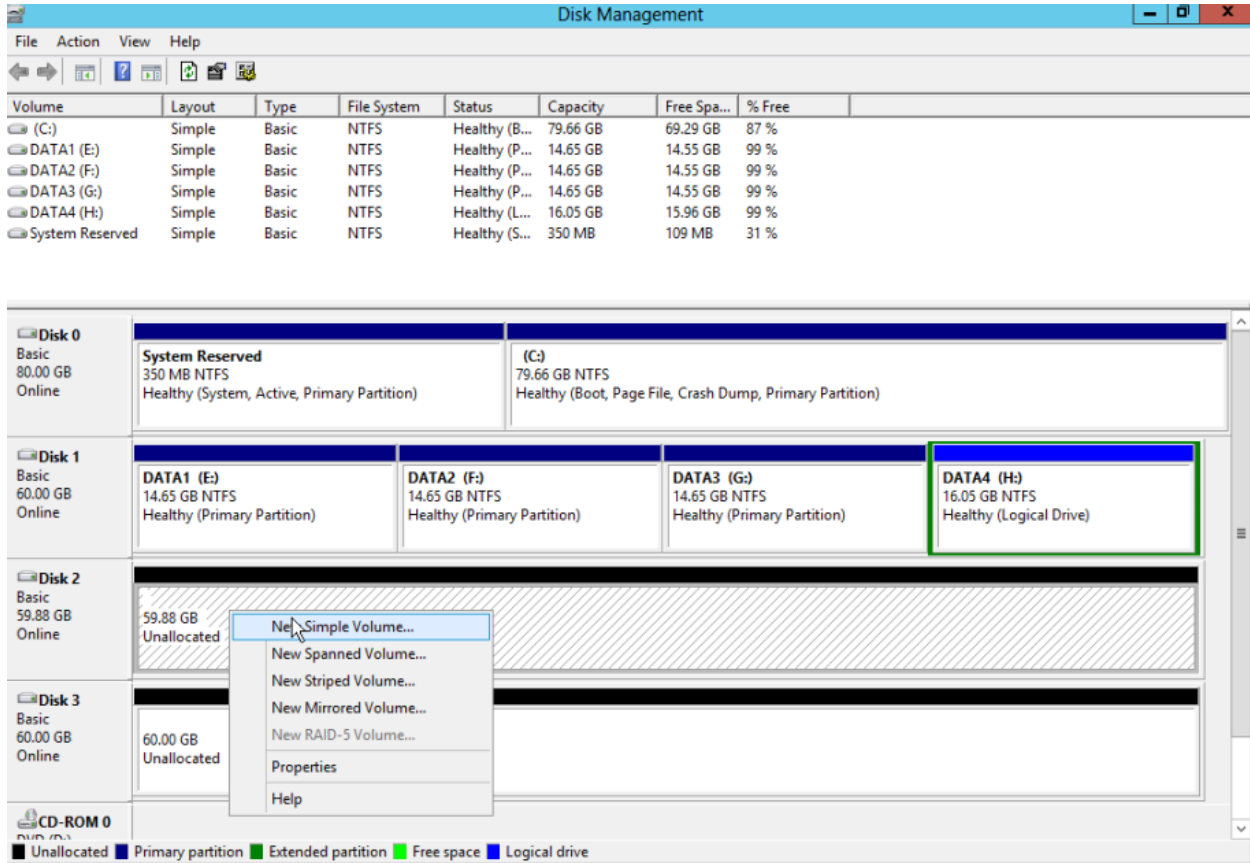 Disk Management
File Action View Help
Volume Layout Type File System Status Capacity Free Spa... % Free
(C:) Simple Basic NTFS Healthy (B... 79.66 GB 69.29 GB 87 %
DATA1 (E:) Simple Basic NTFS Healthy (P... 14.65 GB 14.55 GB 99 %
DATA2 (F:) Simple Basic NTFS Healthy (P... 14.65 GB 14.55 GB 99 %
DATA3 (G:) Simple Basic NTFS Healthy (P... 14.65 GB 14.55 GB 99 %
DATA4 (H:) Simple Basic NTFS Healthy (L... 16.05 GB 15.96 GB 99 %
System Reserved Simple Basic NTFS Healthy (S... 350 MB 109 MB 31 %
Disk 0
Basic
80.00 GB
Online
System Reserved
350 MB NTFS
Healthy (System, Active, Primary Partition)
(C:)
79.66 GB NTFS
Healthy (Boot, Page File, Crash Dump, Primary Partition)
Disk 1
Basic
60.00 GB
Online
DATA1 (E:)
14.65 GB NTFS
Healthy (Primary Partition)
DATA2 (F:)
14.65 GB NTFS
Healthy (Primary Partition)
DATA3 (G:)
14.65 GB NTFS
Healthy (Primary Partition)
DATA4 (H:)
16.05 GB NTFS
Healthy (Logical Drive)
Disk 2
Basic
59.88 GB
Online
59.88 GB
Unallocated
New Simple Volume...
New Spanned Volume...
New Striped Volume...
New Mirrored Volume...
New RAID-5 Volume...
Properties
Help
Disk 3
Basic
60.00 GB
Online
60.00 GB
Unallocated
CD-ROM 0
DVD (D:)
Unallocated Primary partition Extended partition Free space Logical drive